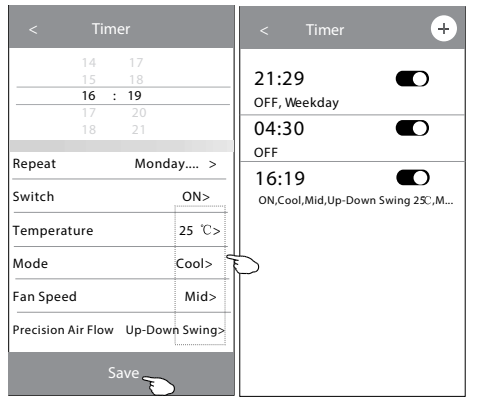 < Timer
14 17
15 18
16 : 19
17 20
18 21
Repeat Monday.... >
Switch ON>
Temperature 25 ℃>
Mode Cool>
Fan Speed Mid>
Precision Air Flow Up-Down Swing>
Save
< Timer +
21:29
OFF, Weekday
04:30
OFF
16:19
ON,Cool,Mid,Up-Down Swing 25℃,M...